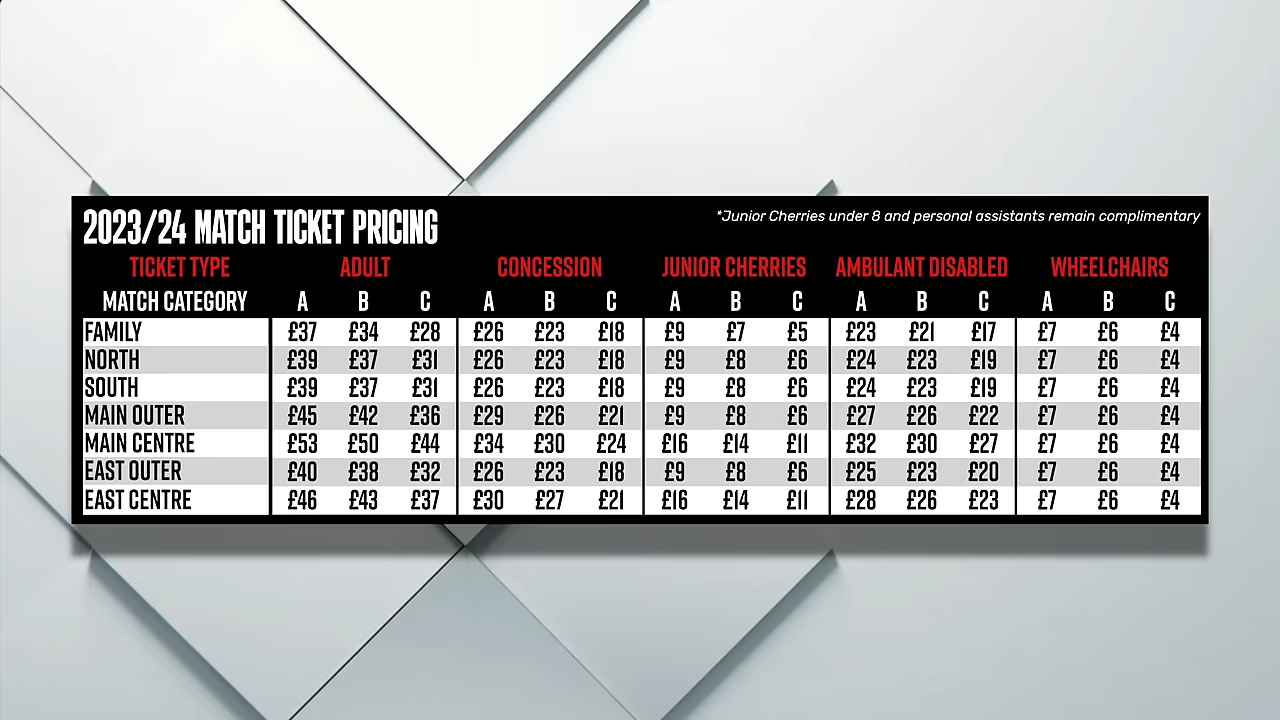 2023/24 MATCH TICKET PRICING
*Junior Cherries under 8 and personal assistants remain complimentary
TICKET TYPE ADULT CONCESSION JUNIOR CHERRIES AMBULANT DISABLED WHEELCHAIRS
MATCH CATEGORY A B C A B C A B C A B C A B C
FAMILY £37 £34 £28 £26 £23 £18 £9 £7 £5 £23 £21 £17 £7 £6 £4
NORTH £39 £37 £31 £26 £23 £18 £9 £8 £6 £24 £23 £19 £7 £6 £4
SOUTH £39 £37 £31 £26 £23 £18 £9 £8 £6 £24 £23 £19 £7 £6 £4
MAIN OUTER £45 £42 £36 £29 £26 £21 £9 £8 £6 £27 £26 £22 £7 £6 £4
MAIN CENTRE £53 £50 £44 £34 £30 £24 £16 £14 £11 £32 £30 £27 £7 £6 £4
EAST OUTER £40 £38 £32 £26 £23 £18 £9 £8 £6 £25 £23 £20 £7 £6 £4
EAST CENTRE £46 £43 £37 £30 £27 £21 £16 £14 £11 £28 £26 £23 £7 £6 £4